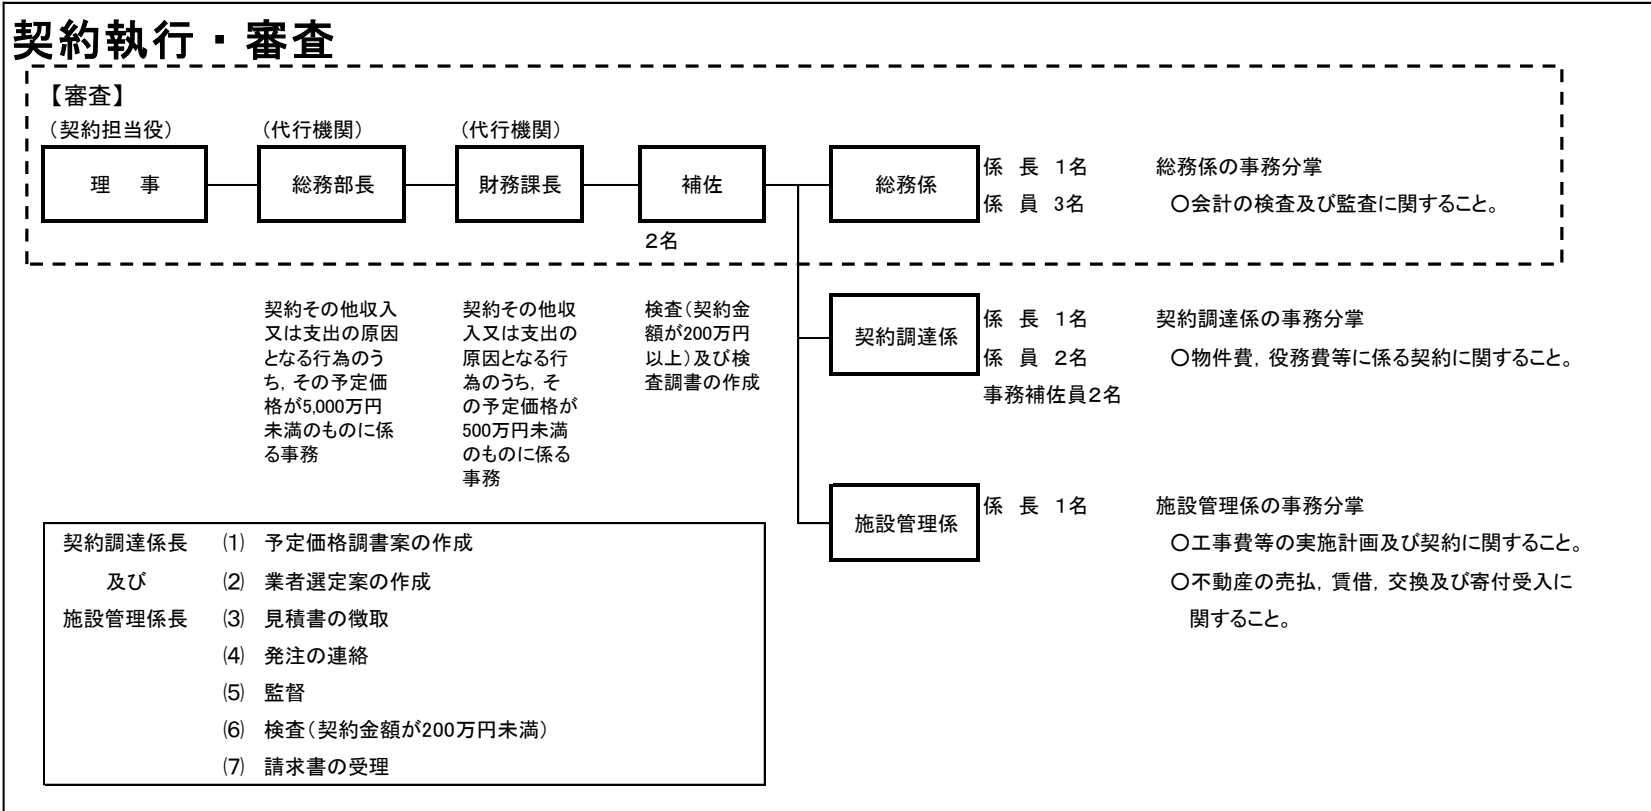 契約執行・審査
【審査】
(契約担当役)
(代行機関)
(代行機関)
理 事
総務部長
財務課長
補佐
2名
総務係
係 長 1名
係 員 3名
総務係の事務分掌
○会計の検査及び監査に関すること。
契約その他収入
又は支出の原因
となる行為のう
ち, その予定価
格が5,000万円
未満のものに係
る事務
契約その他収
入又は支出の
原因となる行
為のうち, そ
の予定価格が
500万円未満
のものに係る
事務
検査(契約金
額が200万円
以上)及び検
査調書の作成
契約調達係
係 長 1名
係 員 2名
事務補佐員2名
契約調達係の事務分掌
○物件費, 役務費等に係る契約に関すること。
施設管理係
係 長 1名
施設管理係の事務分掌
○工事費等の実施計画及び契約に関すること。
○不動産の売払, 賃借, 交換及び寄付受入に
関すること。
契約調達係長 ⑴ 予定価格調書案の作成
及び ⑵ 業者選定案の作成
施設管理係長 ⑶ 見積書の徴取
⑷ 発注の連絡
⑸ 監督
⑹ 検査(契約金額が200万円未満)
⑺ 請求書の受理